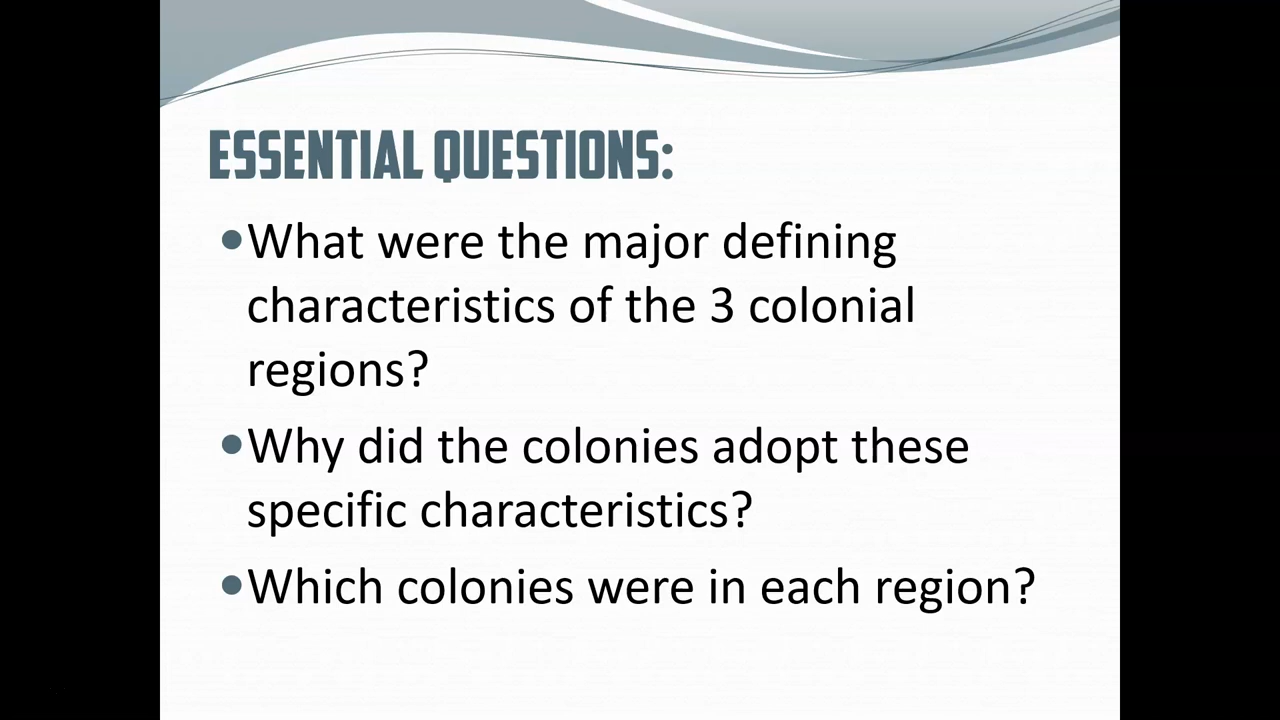 ESSENTIAL QUESTIONS:
•What were the major defining
characteristics of the 3 colonial
regions?
•Why did the colonies adopt these
specific characteristics?
•Which colonies were in each region?